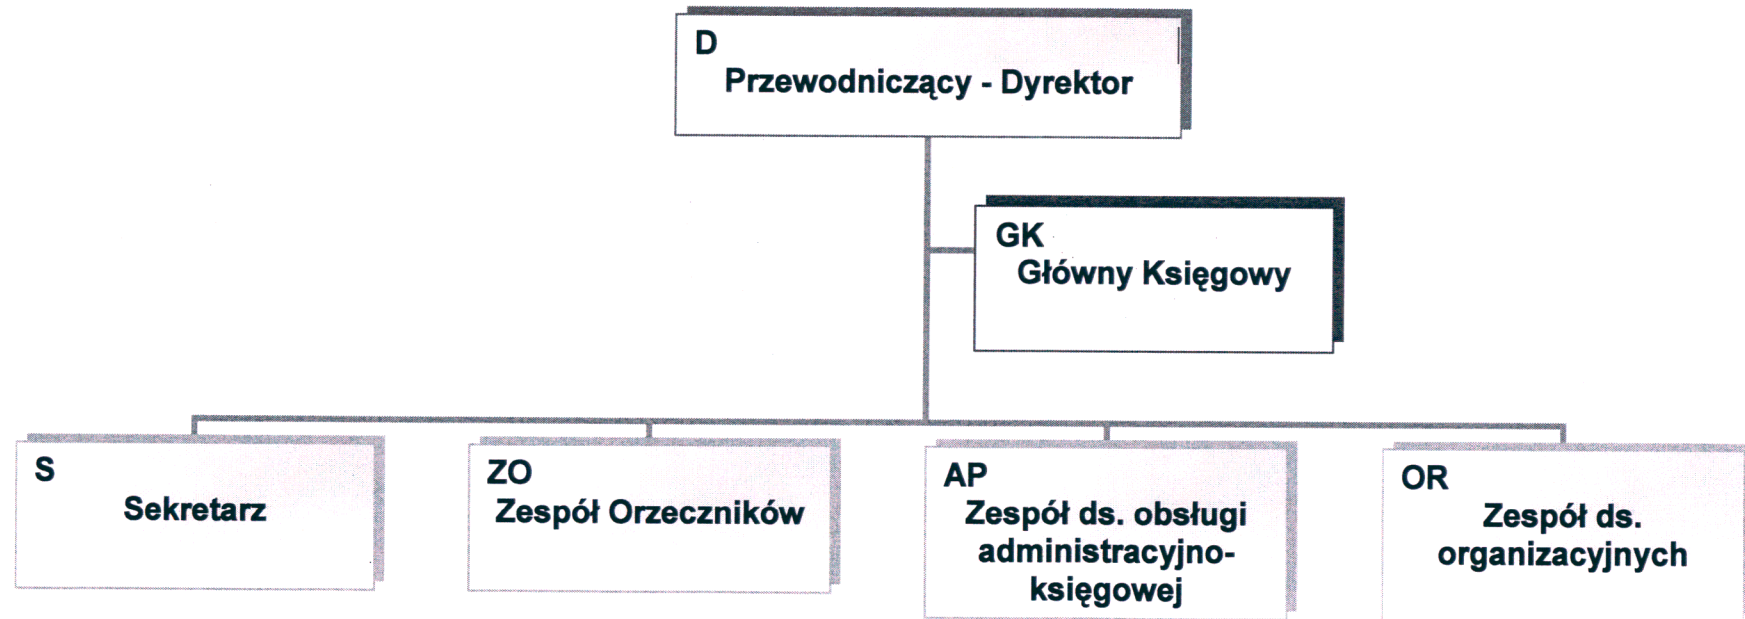 D
Przewodniczący - Dyrektor
GK
Główny Księgowy
S
Sekretarz
ZO
Zespół Orzeczników
AP
Zespół ds. obsługi
administracyjno-
księgowej
OR
Zespół ds.
organizacyjnych